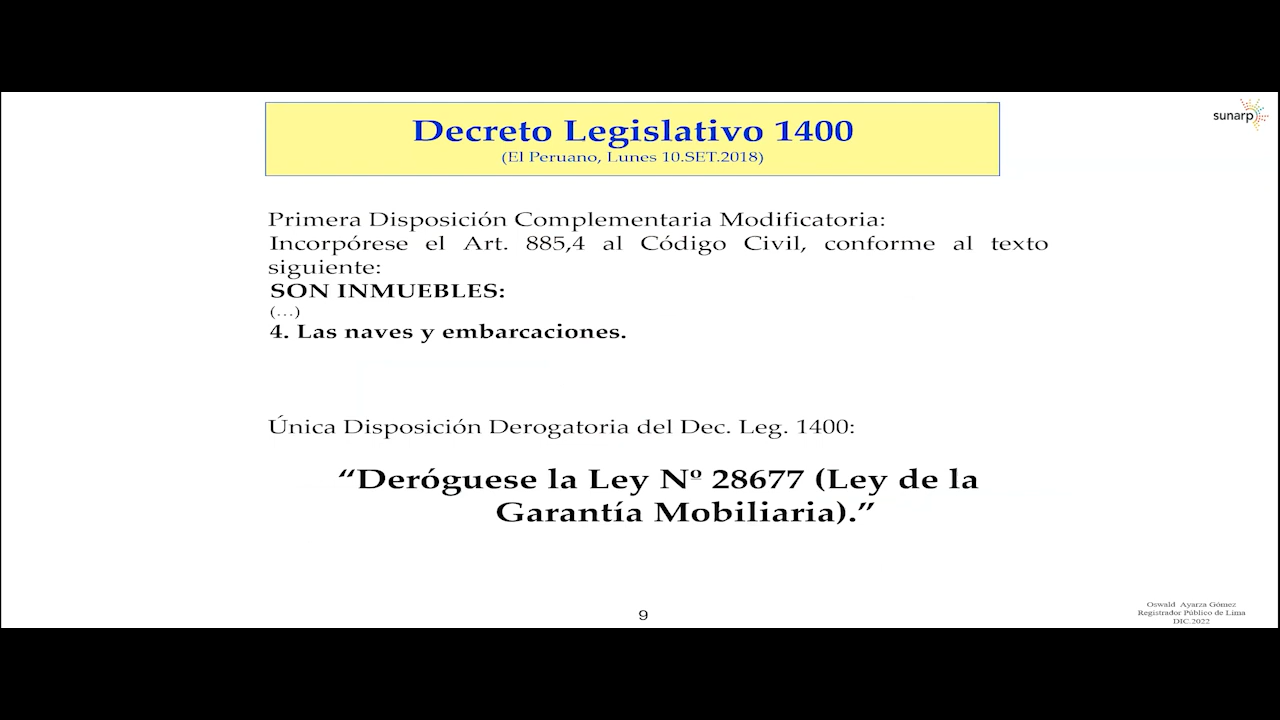 Decreto Legislativo 1400
(El Peruano, Lunes 10.SET.2018)
sunarp
Primera Disposición Complementaria Modificatoria:
Incorpórese el Art. 885,4 al Código Civil, conforme al texto
siguiente:
SON INMUEBLES:
(...)
4. Las naves y embarcaciones.
Única Disposición Derogatoria del Dec. Leg. 1400:
“Deróguese la Ley Nº 28677 (Ley de la
Garantía Mobiliaria).”
9
Oswald Ayarza Gómez
Registrador Público de Lima
DIC.2022